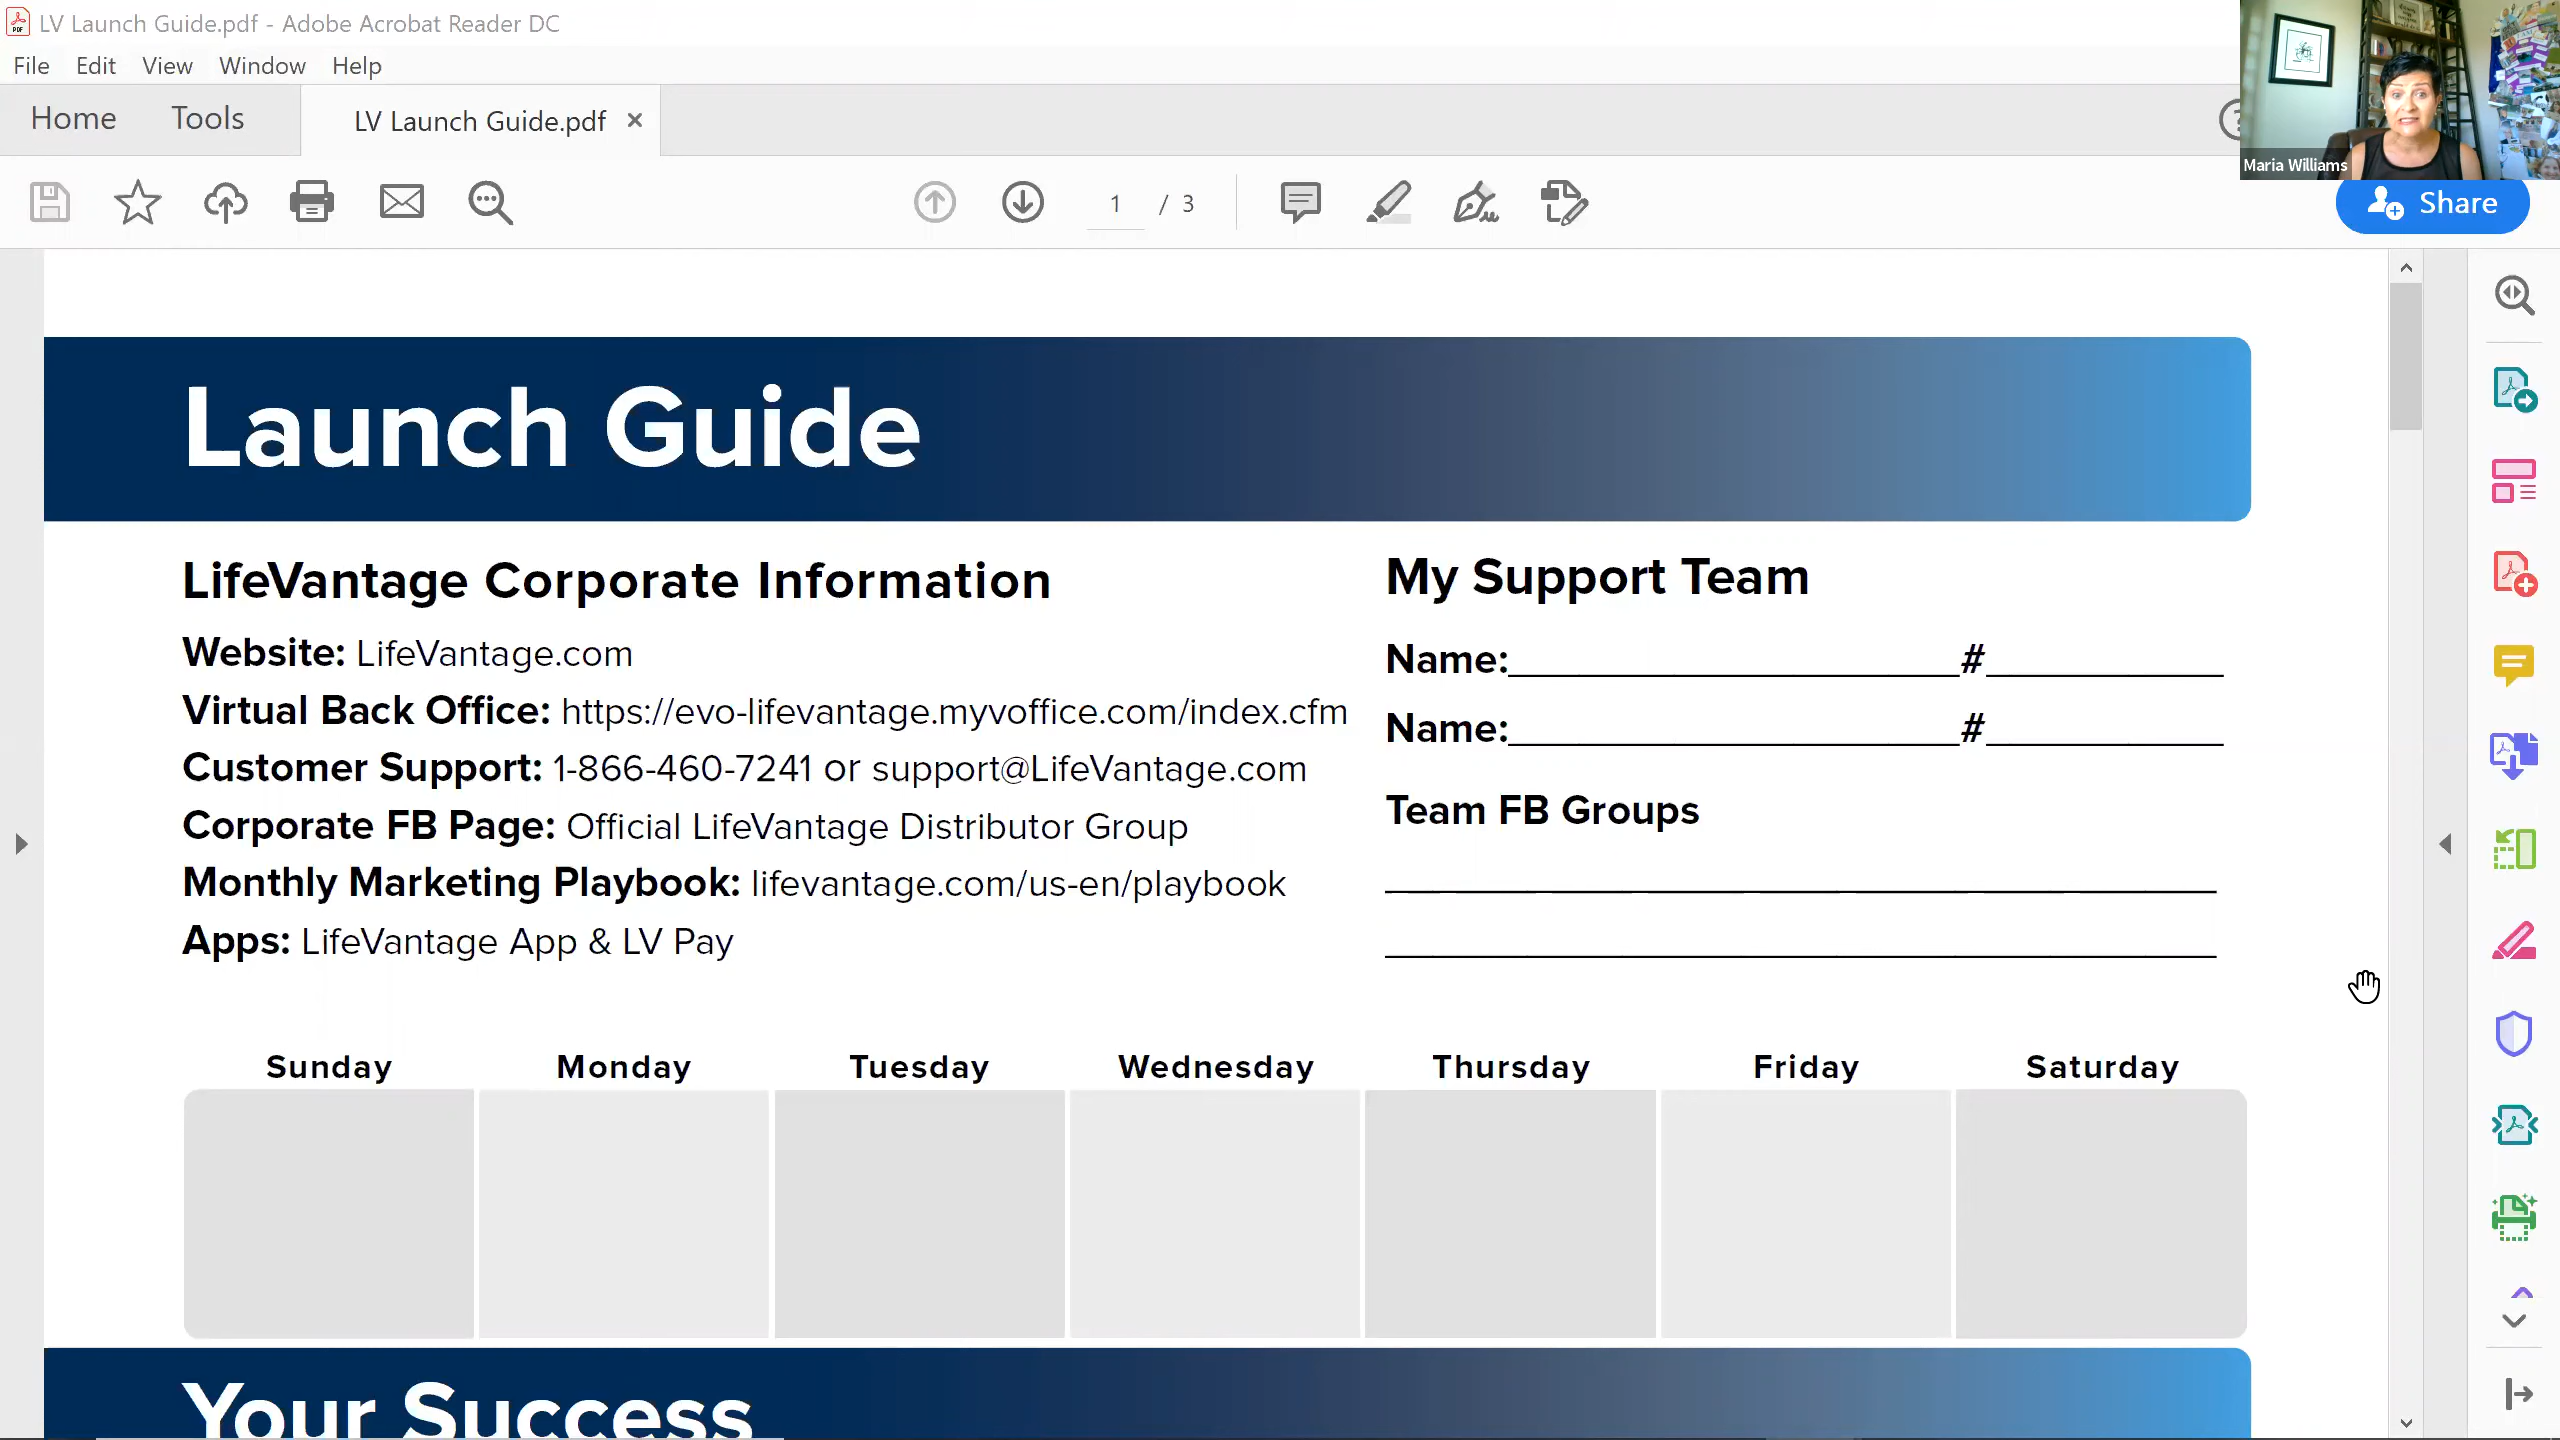 LV Launch Guide.pdf - Adobe Acrobat Reader DC
File Edit View Window Help
Home Tools LV Launch Guide.pdf
1 / 3
Maria Williams
Share
Launch Guide
LifeVantage Corporate Information
Website: LifeVantage.com
Virtual Back Office: https://evo-lifevantage.myvoffice.com/index.cfm
Customer Support: 1-866-460-7241 or support@LifeVantage.com
Corporate FB Page: Official LifeVantage Distributor Group
Monthly Marketing Playbook: lifevantage.com/us-en/playbook
Apps: LifeVantage App & LV Pay
My Support Team
Name:____________________#__________
Name:____________________#__________
Team FB Groups
Sunday Monday Tuesday Wednesday Thursday Friday Saturday
Your Success